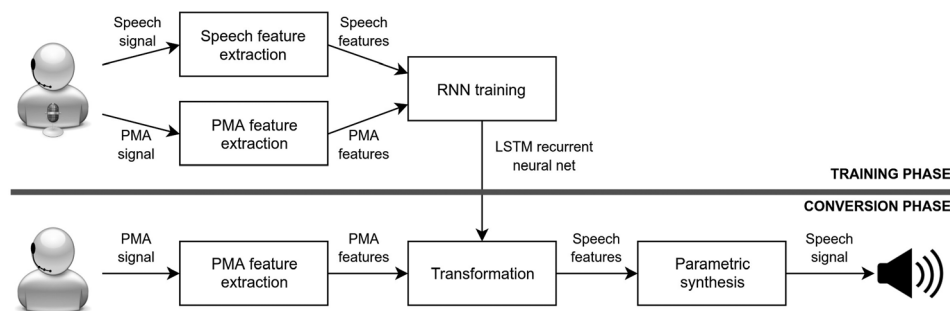 Speech
signal
Speech feature
extraction
Speech
features
RNN training
PMA
signal
PMA feature
extraction
PMA
features
LSTM recurrent
neural net
TRAINING PHASE
CONVERSION PHASE
PMA
signal
PMA feature
extraction
PMA
features
Transformation
Speech
features
Parametric
synthesis
Speech
signal